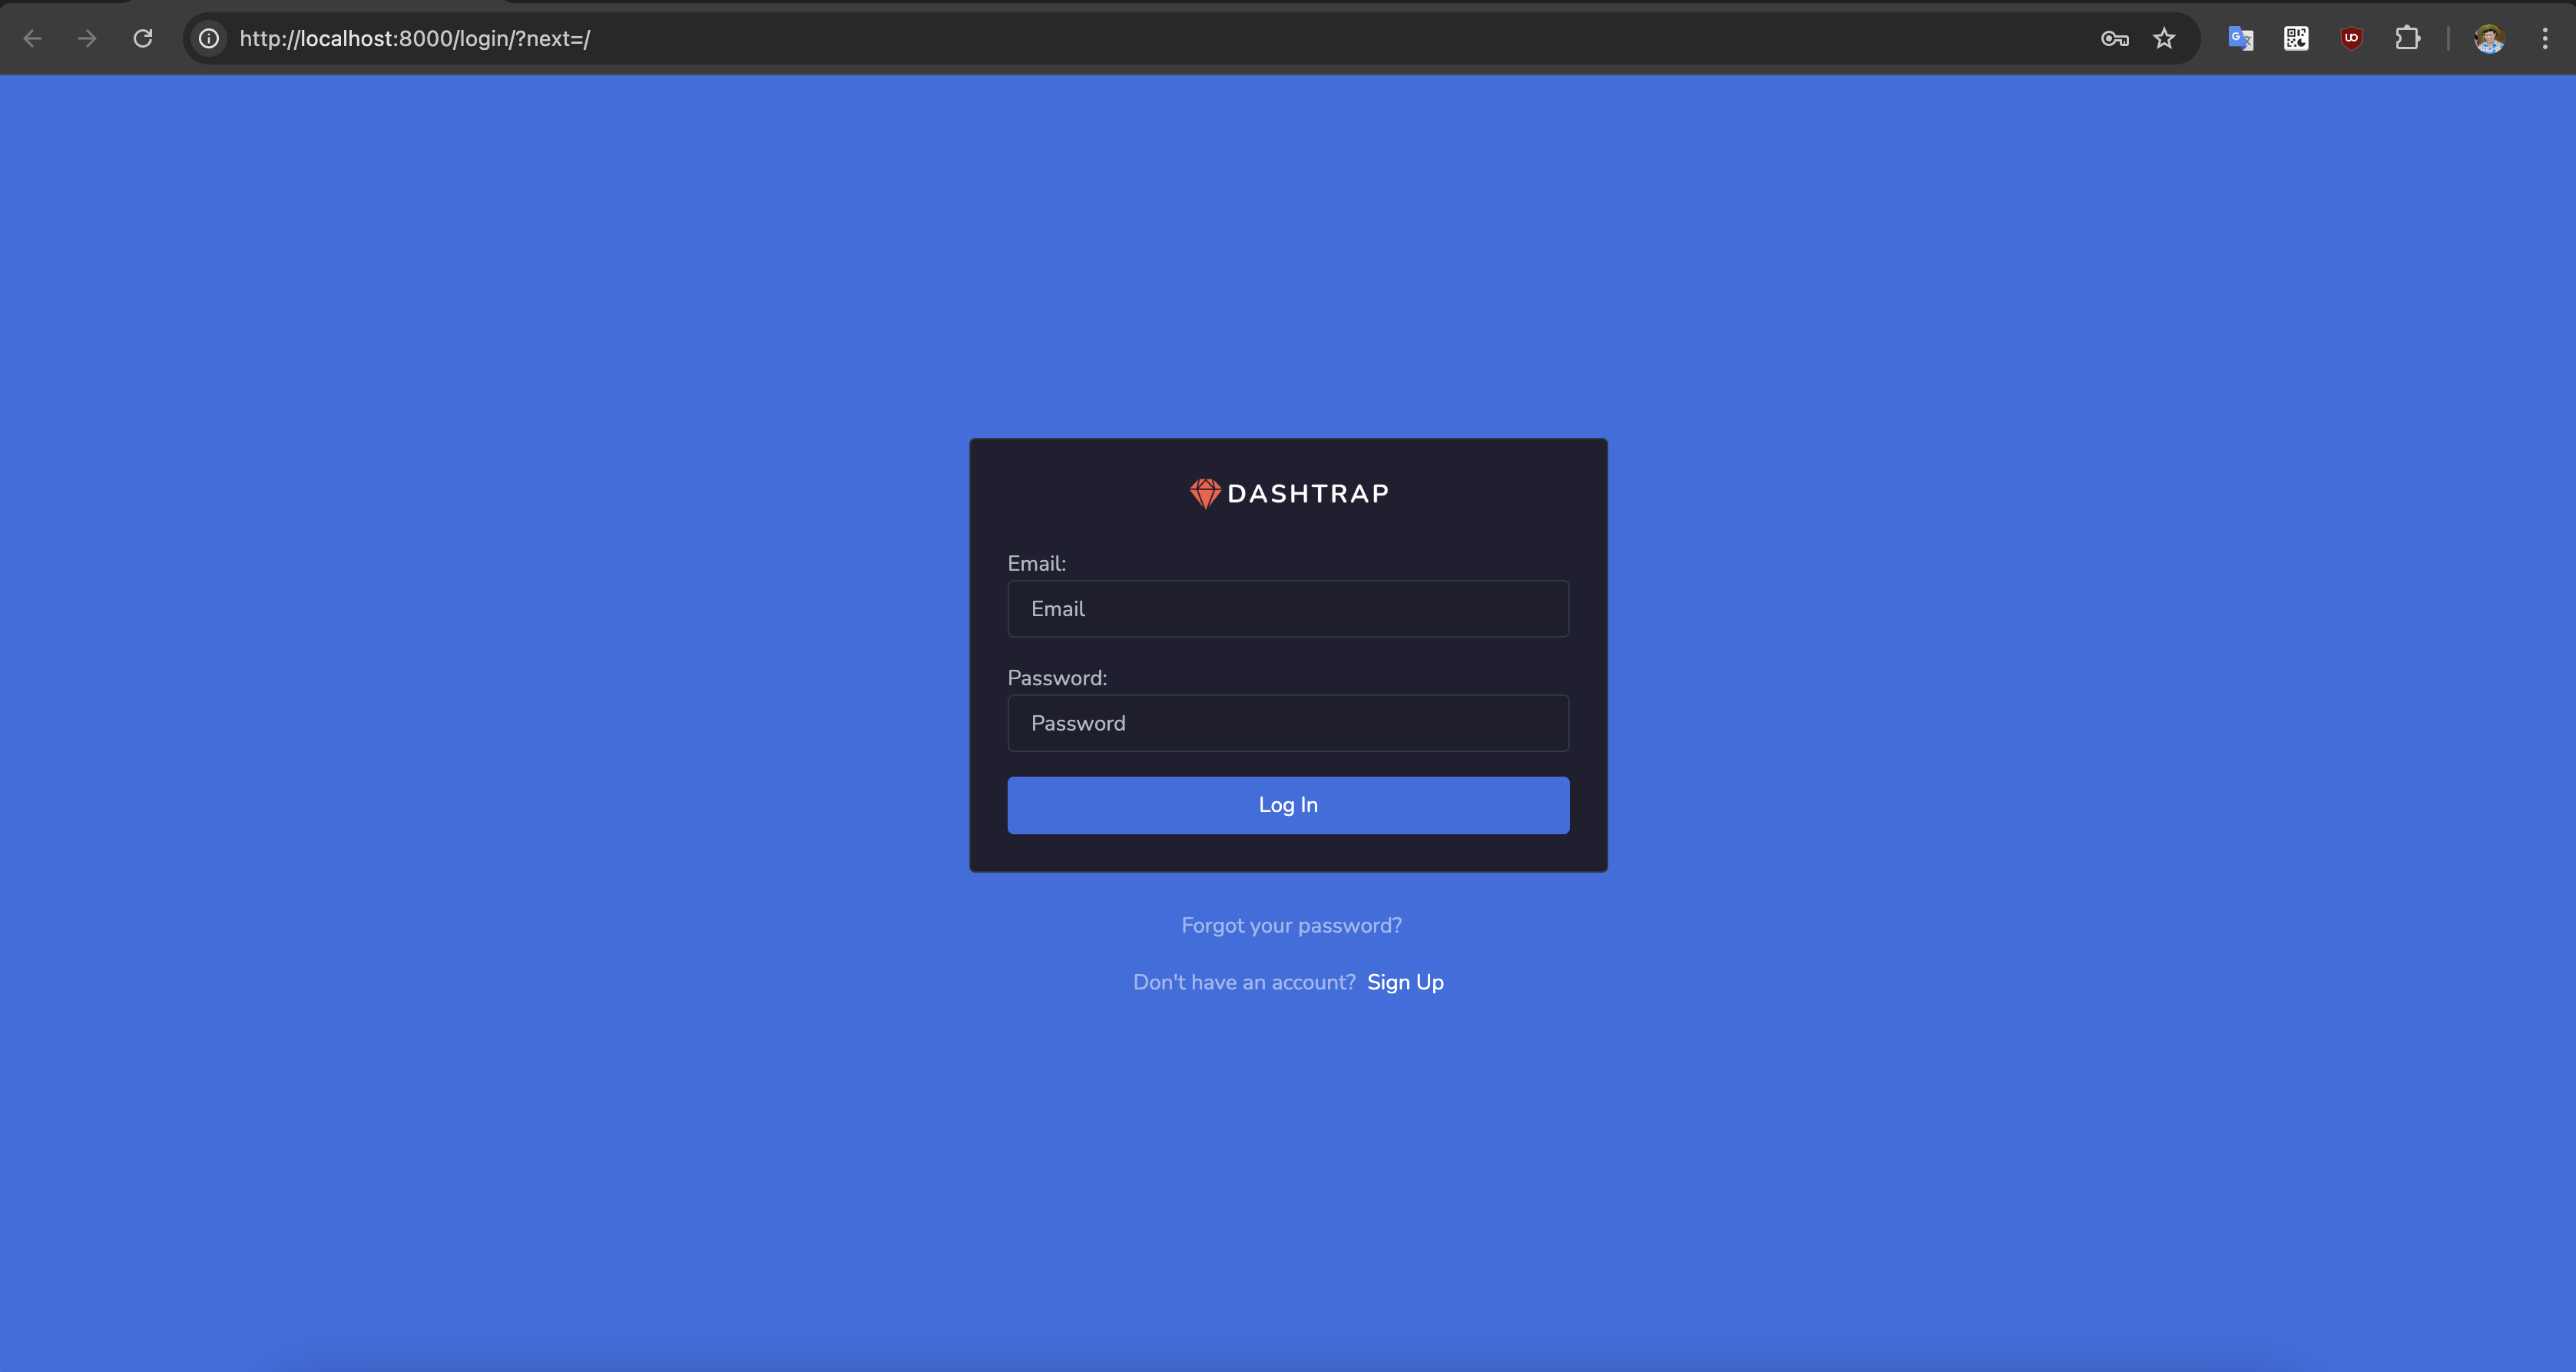 http://localhost:8000/login/?next=/
DASHTRAP
Email:
Email
Password:
Password
Log In
Forgot your password?
Don't have an account? Sign Up